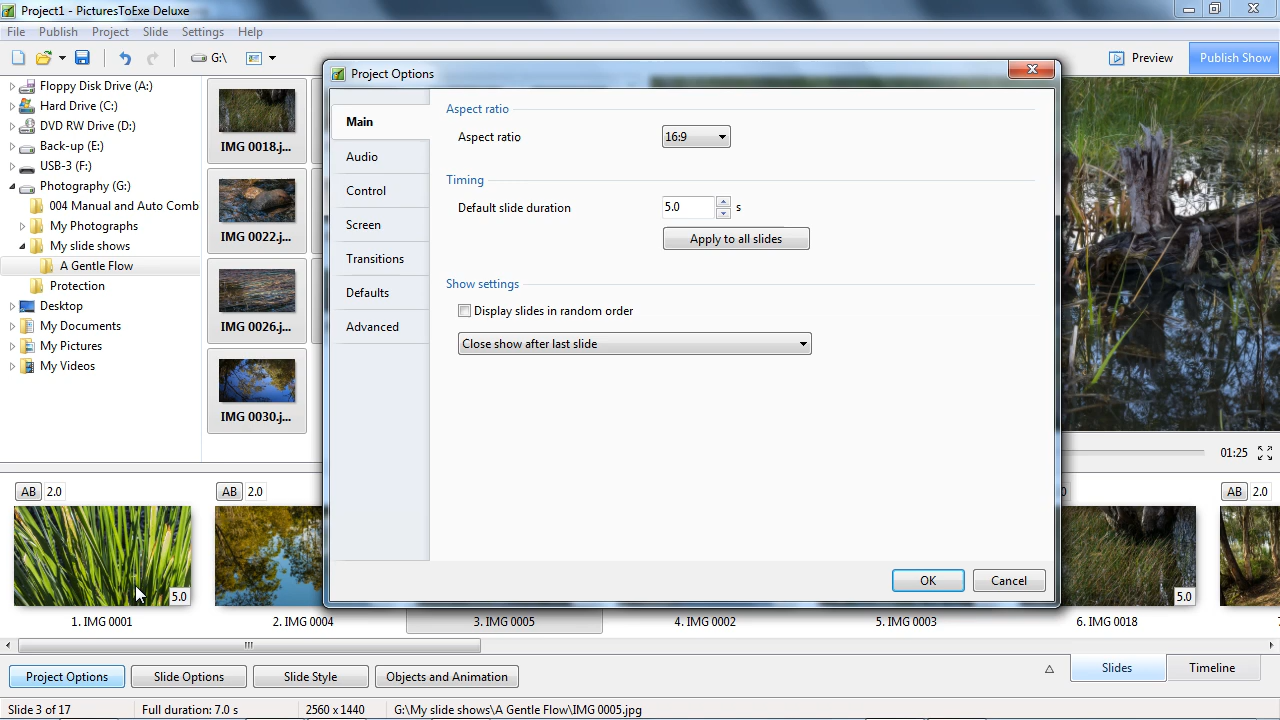 Project1 - PicturesToExe Deluxe
File Publish Project Slide Settings Help
G:\
Preview
Publish Show
Floppy Disk Drive (A:)
Hard Drive (C:)
DVD RW Drive (D:)
Back-up (E:)
USB-3 (F:)
Photography (G:)
004 Manual and Auto Comb
My Photographs
My slide shows
A Gentle Flow
Protection
Desktop
My Documents
My Pictures
My Videos
IMG 0018.j...
IMG 0022.j...
IMG 0026.j...
IMG 0030.j...
Project Options
Main
Audio
Control
Screen
Transitions
Defaults
Advanced
Aspect ratio
Aspect ratio 16:9
Timing
Default slide duration 5.0 s
Apply to all slides
Show settings
Display slides in random order
Close show after last slide
OK Cancel
01:25
AB 2.0
AB 2.0
AB 2.0
5.0
5.0
1. IMG 0001
2. IMG 0004
3. IMG 0005
4. IMG 0002
5. IMG 0003
6. IMG 0018
Project Options Slide Options Slide Style Objects and Animation
Slides Timeline
Slide 3 of 17 Full duration: 7.0 s 2560 x 1440 G:\My slide shows\A Gentle Flow\IMG 0005.jpg